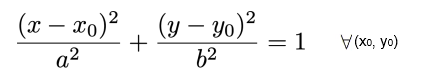 (x − x₀)²/a² + (y − y₀)²/b² = 1 ∀(x₀, y₀)